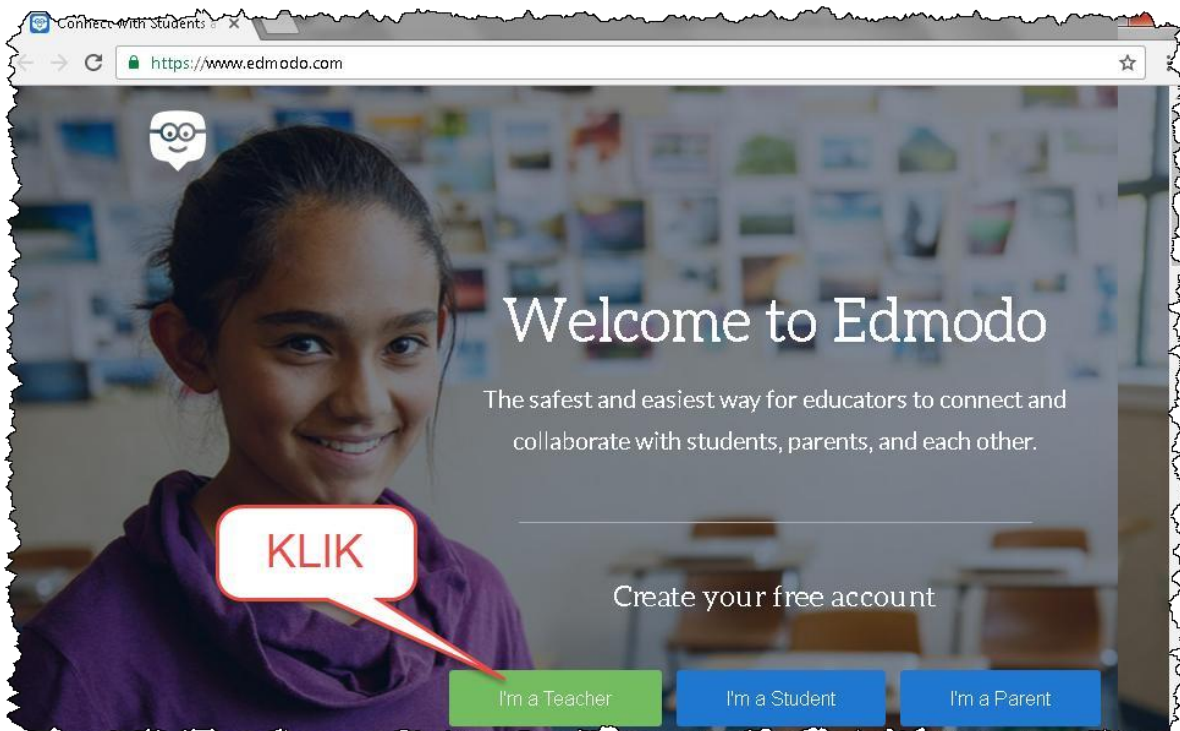 Connect with Students a
https://www.edmodo.com
Welcome to Edmodo
The safest and easiest way for educators to connect and
collaborate with students, parents, and each other.
KLIK
Create your free account
I'm a Teacher
I'm a Student
I'm a Parent